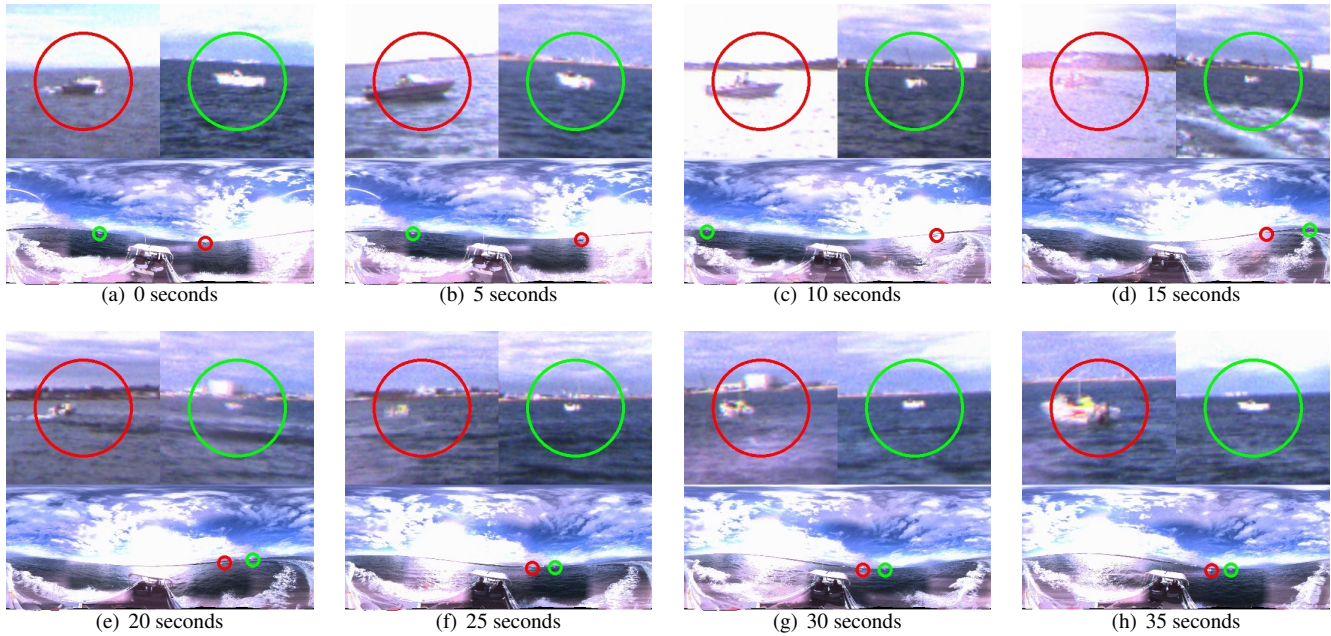 (a) 0 seconds
(b) 5 seconds
(c) 10 seconds
(d) 15 seconds
(e) 20 seconds
(f) 25 seconds
(g) 30 seconds
(h) 35 seconds